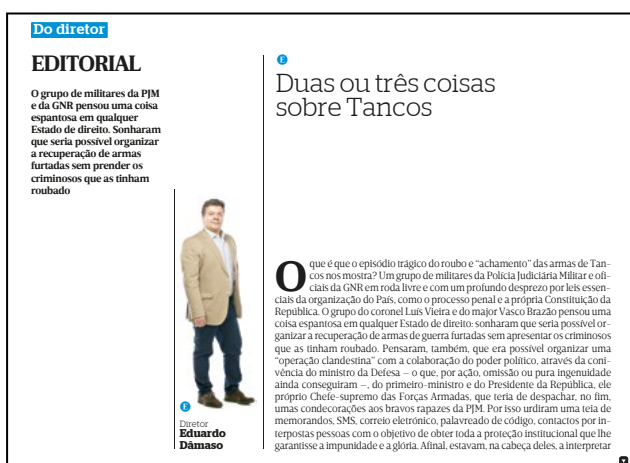 Do diretor
EDITORIAL
O grupo de militares da PJM
e da GNR pensou uma coisa
espantosa em qualquer
Estado de direito. Sonharam
que seria possível organizar
a recuperação de armas
furtadas sem prender os
criminosos que as tinham
roubado
E
Diretor
Eduardo
Dâmaso
E
Duas ou três coisas
sobre Tancos
O que é que o episódio trágico do roubo e “achamento” das armas de Tan-
cos nos mostra? Um grupo de militares da Polícia Judiciária Militar e ofi-
ciais da GNR em roda livre e com um profundo desprezo por leis essen-
ciais da organização do País, como o processo penal e a própria Constituição da
República. O grupo do coronel Luís Vieira e do major Vasco Brazão pensou uma
coisa espantosa em qualquer Estado de direito: sonharam que seria possível or-
ganizar a recuperação de armas de guerra furtadas sem apresentar os criminosos
que as tinham roubado. Pensaram, também, que era possível organizar uma
“operação clandestina” com a colaboração do poder político, através da coni-
vência do ministro da Defesa – o que, por ação, omissão ou pura ingenuidade
ainda conseguiram –, do primeiro-ministro e do Presidente da República, ele
próprio Chefe-supremo das Forças Armadas, que teria de despachar, no fim,
umas condecorações aos bravos rapazes da PJM. Por isso urdiram uma teia de
memorandos, SMS, correio eletrónico, palavreado de código, contactos por in-
terpostas pessoas com o objetivo de obter toda a proteção institucional que lhe
garantisse a impunidade e a glória. Afinal, estavam, na cabeça deles, a interpretar